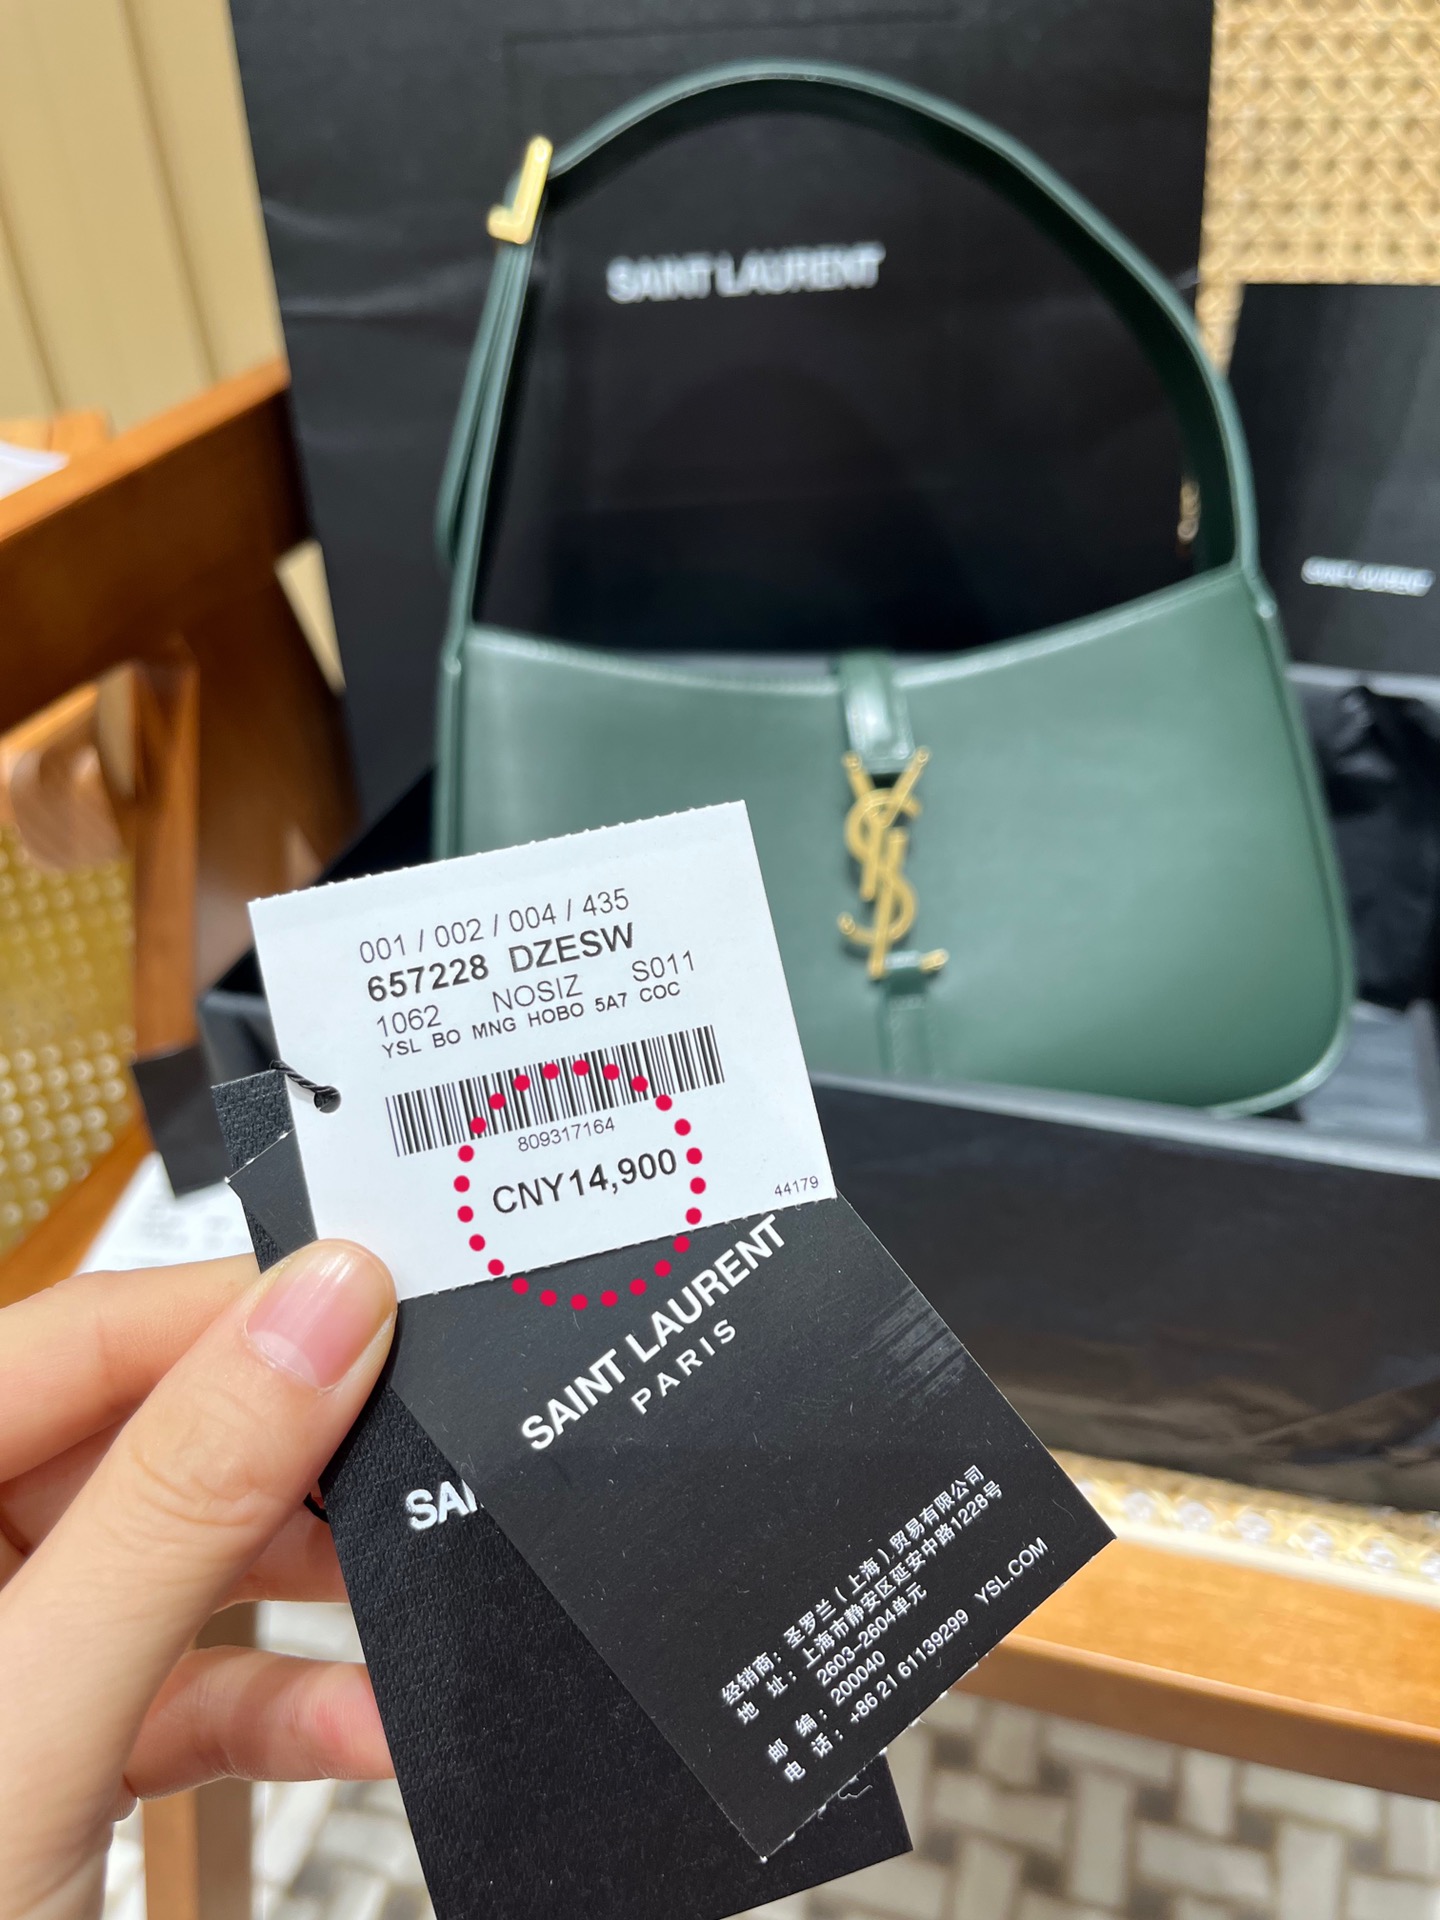 SAINT LAURENT
SAINT LAURENT
YSL
001 / 002 / 004 / 435
657228 DZESW
1062 NOSIZ S011
YSL BO MNG HOBO 5A7 COC
809317164
CNY14,900
44179
SAINT LAURENT
PARIS
SAI
经销商：圣罗兰（上海）贸易有限公司
地 址：上海市静安区延安中路1228号
2603-2604单元
邮 编：200040
电 话：+86 21 61139299 YSL.COM